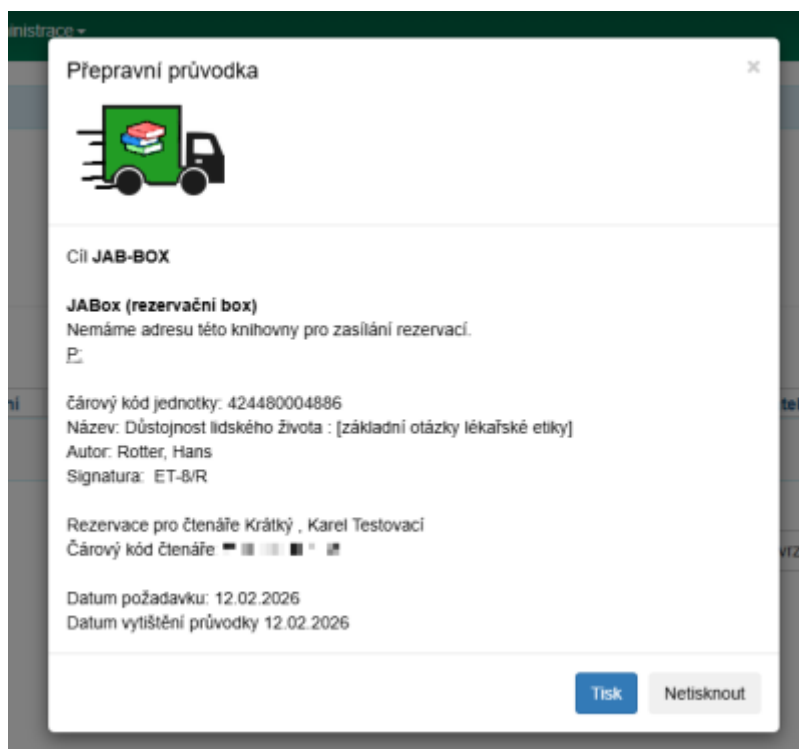 Přepravní průvodka
×
Cíl JAB-BOX
JABox (rezervační box)
Nemáme adresu této knihovny pro zasílání rezervací.
P:
čárový kód jednotky: 424480004886
Název: Důstojnost lidského života : [základní otázky lékařské etiky]
Autor: Rotter, Hans
Signatura: ET-8/R
Rezervace pro čtenáře Krátký , Karel Testovací
Čárový kód čtenáře
Datum požadavku: 12.02.2026
Datum vytištění průvodky 12.02.2026
Tisk Netisknout